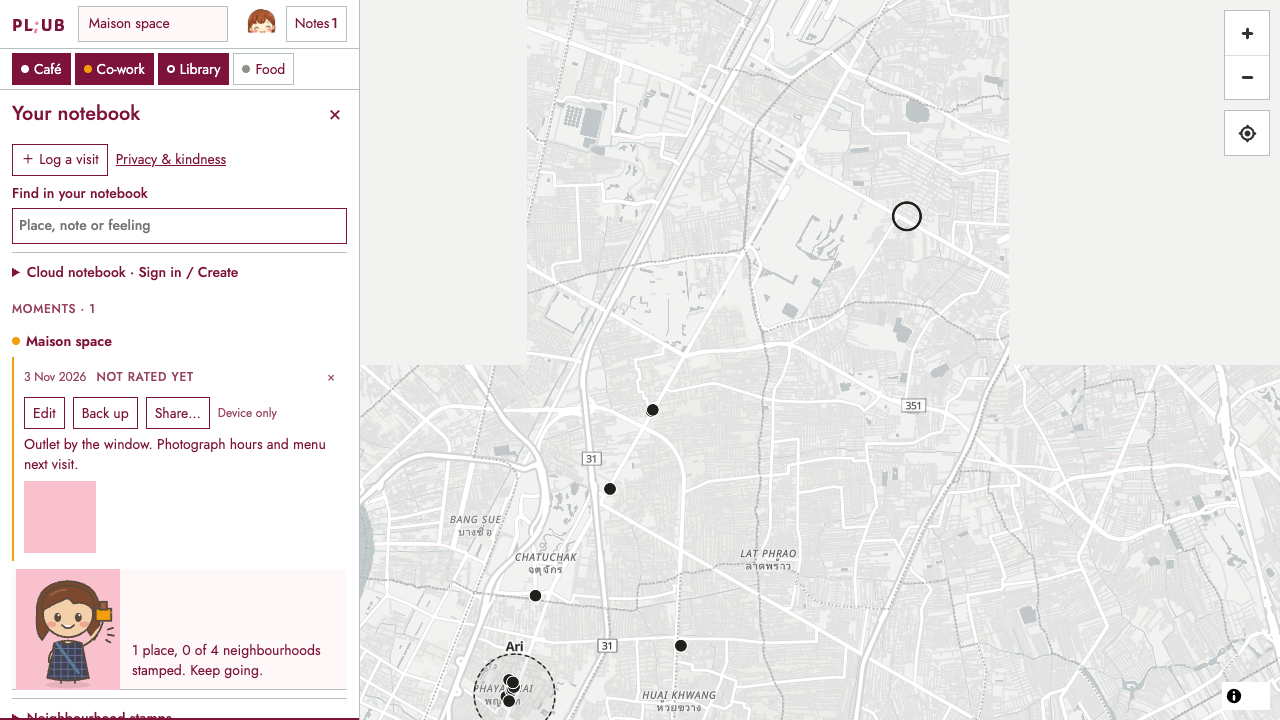 PL;UB
Maison space
Notes 1
Café
Co-work
Library
Food
Your notebook
×
+ Log a visit
Privacy & kindness
Find in your notebook
Place, note or feeling
Cloud notebook · Sign in / Create
MOMENTS · 1
Maison space
3 Nov 2026 NOT RATED YET
×
Edit
Back up
Share…
Device only
Outlet by the window. Photograph hours and menu
next visit.
1 place, 0 of 4 neighbourhoods
stamped. Keep going.
Neighbourhood stamps
351
31
BANG SUE
บางซื่อ
CHATUCHAK
จตุจักร
LAT PHRAO
ลาดพร้าว
Ari
31
HUAI KHWANG
ห้วยขวาง